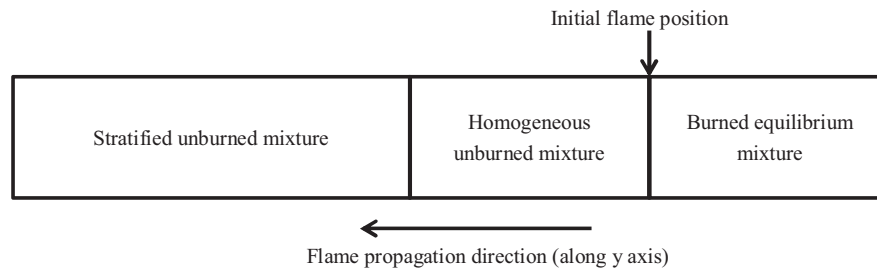 Initial flame position
Stratified unburned mixture
Homogeneous
unburned mixture
Burned equilibrium
mixture
Flame propagation direction (along y axis)